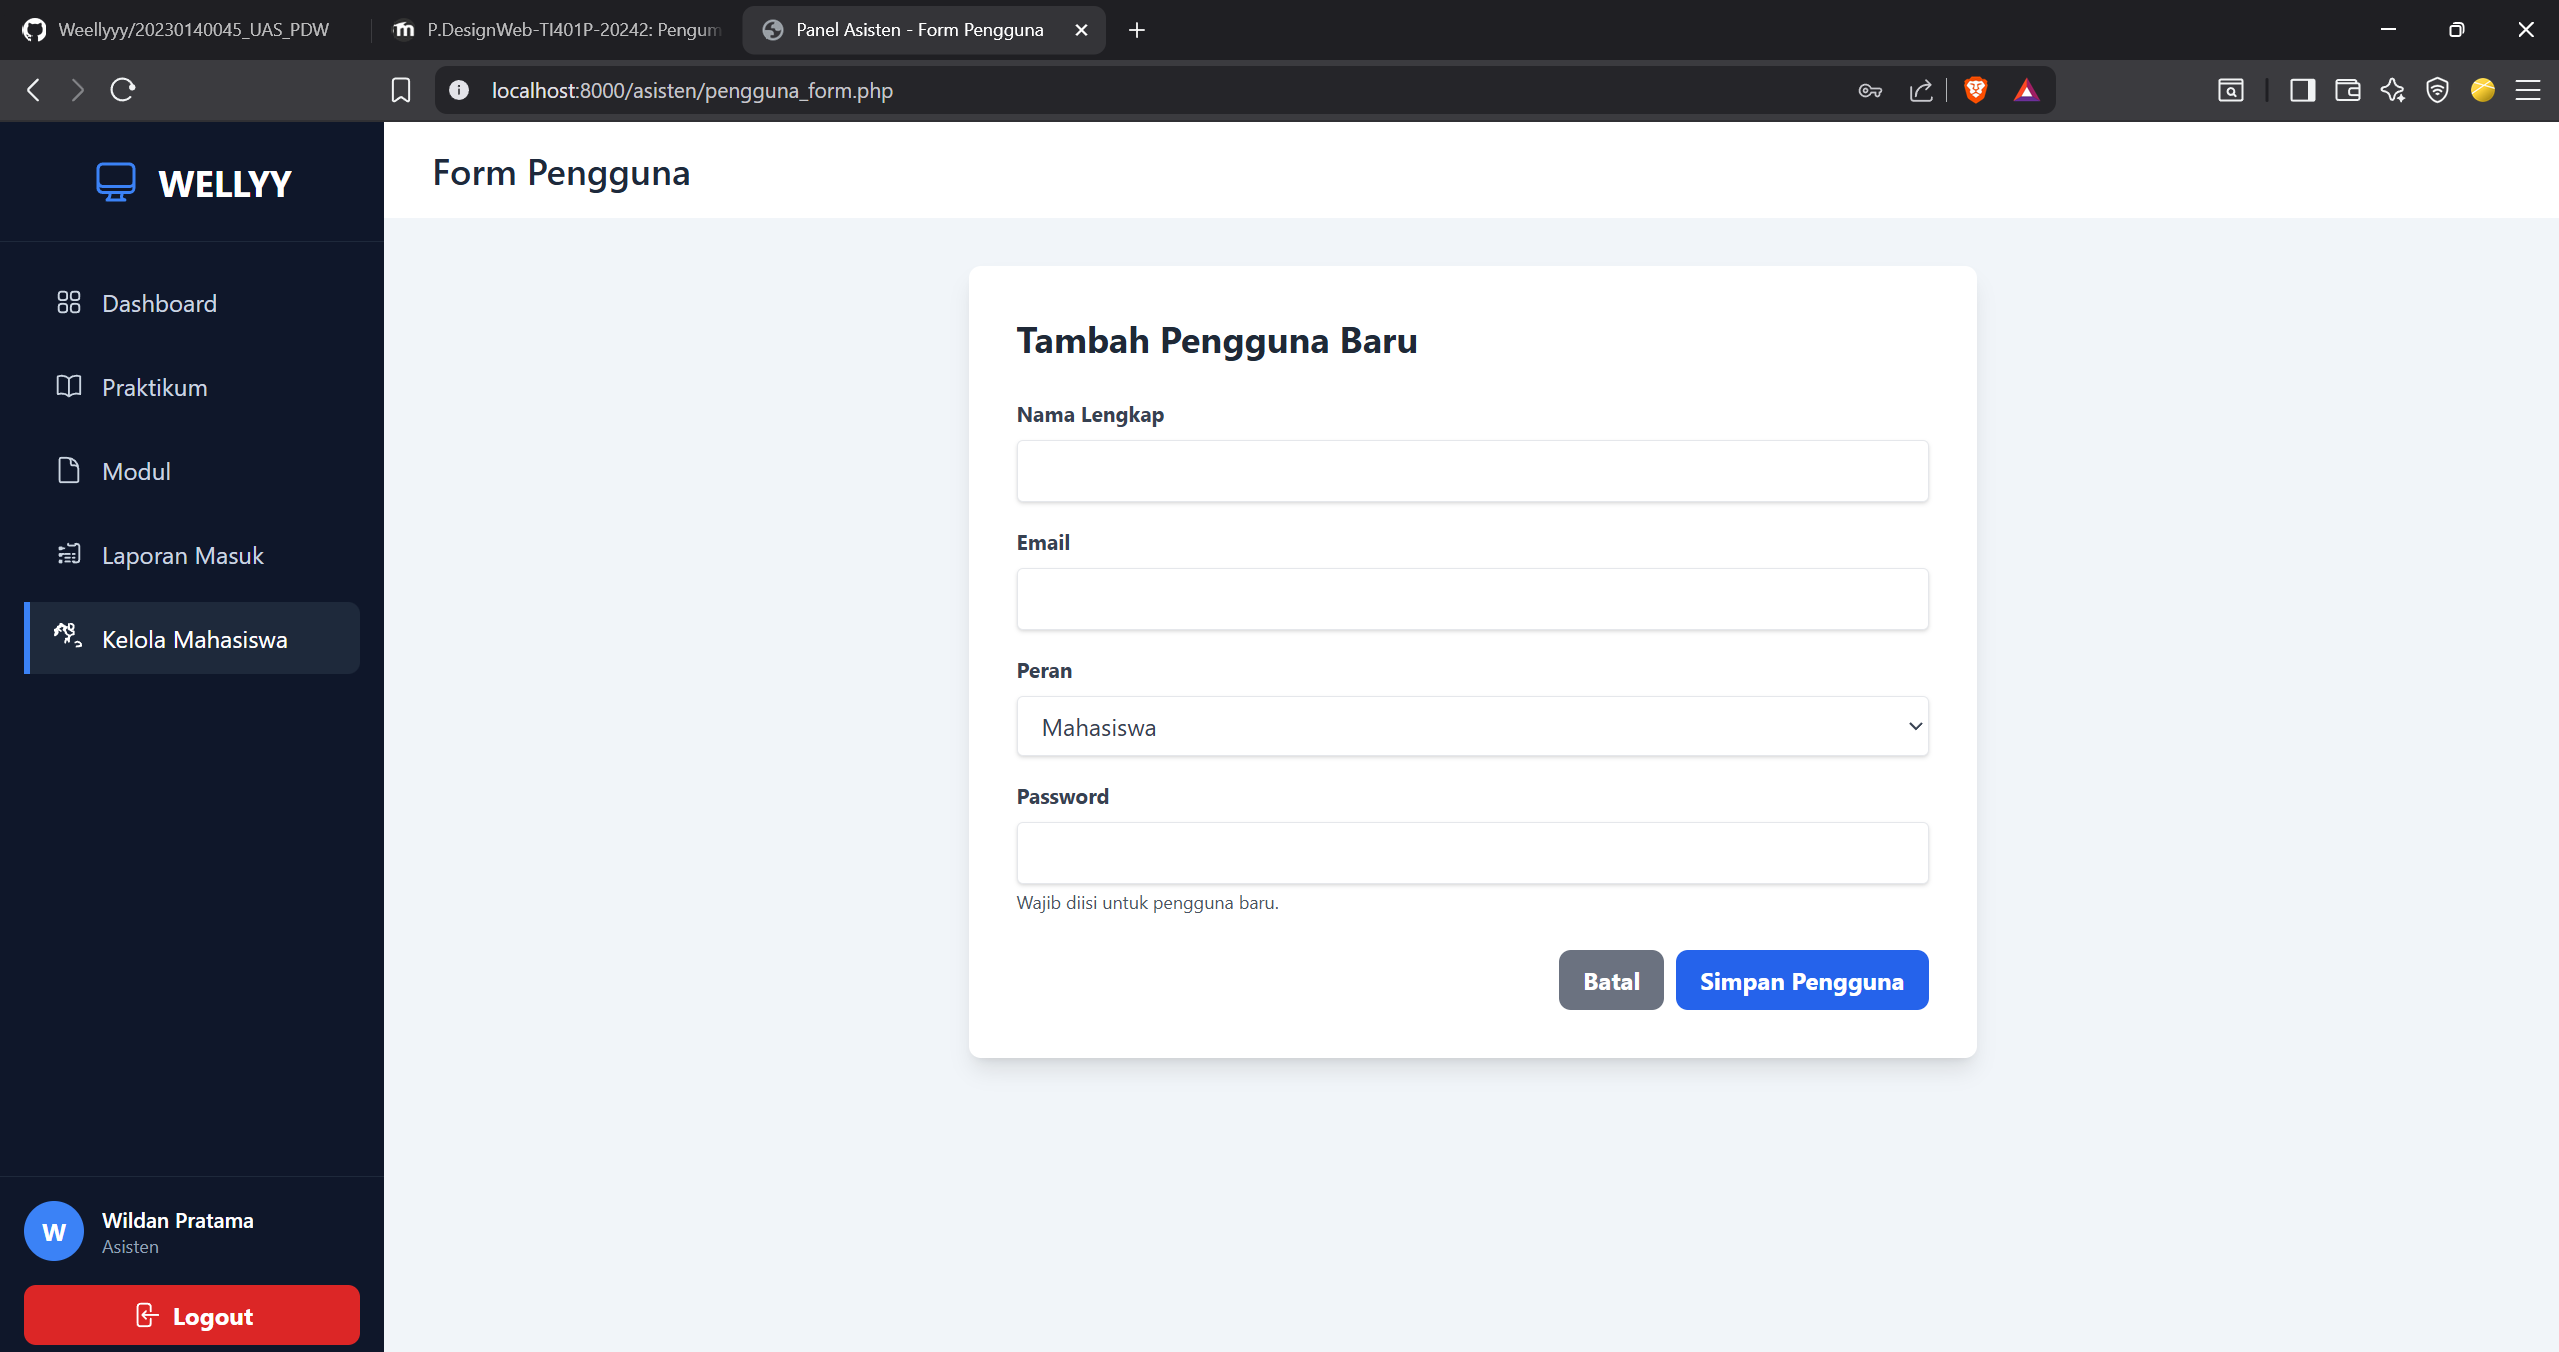 Weellyyy/20230140045_UAS_PDW
P.DesignWeb-TI401P-20242: Pengum
Panel Asisten - Form Pengguna
localhost:8000/asisten/pengguna_form.php
WELLYY
Form Pengguna
Dashboard
Praktikum
Modul
Laporan Masuk
Kelola Mahasiswa
Tambah Pengguna Baru
Nama Lengkap
Email
Peran
Mahasiswa
Password
Wajib diisi untuk pengguna baru.
Batal
Simpan Pengguna
W
Wildan Pratama
Asisten
Logout